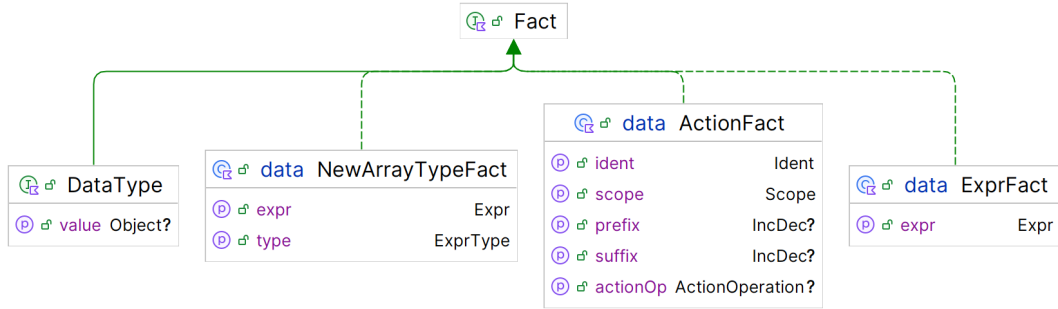 Fact
DataType
value Object?
data NewArrayTypeFact
expr Expr
type ExprType
data ActionFact
ident Ident
scope Scope
prefix IncDec?
suffix IncDec?
actionOp ActionOperation?
data ExprFact
expr Expr